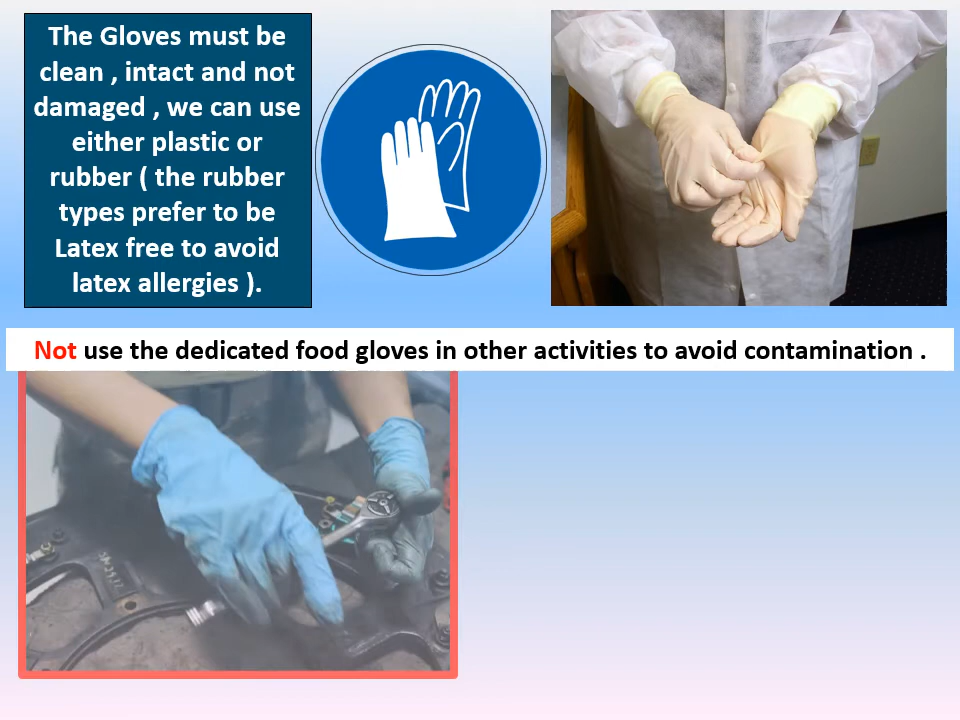 The Gloves must be
clean , intact and not
damaged , we can use
either plastic or
rubber ( the rubber
types prefer to be
Latex free to avoid
latex allergies ).
Not use the dedicated food gloves in other activities to avoid contamination .